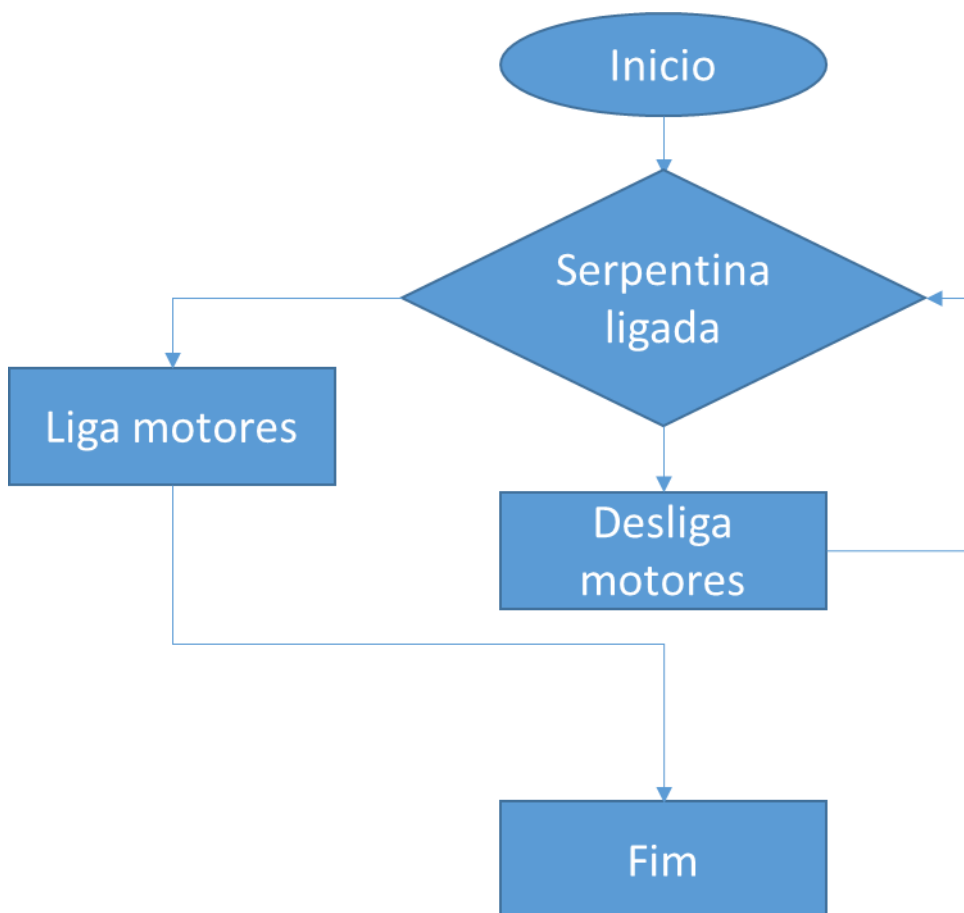 Inicio
Serpentina
ligada
Liga motores
Desliga
motores
Fim